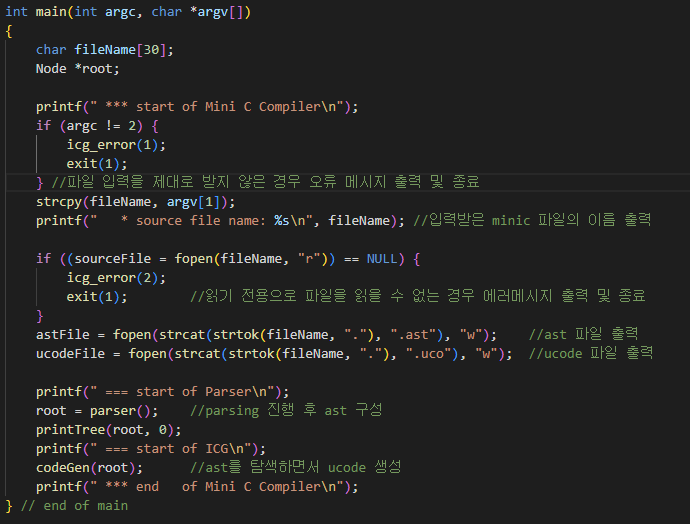 int main(int argc, char *argv[])
{
    char fileName[30];
    Node *root;

    printf(" *** start of Mini C Compiler\n");
    if (argc != 2) {
        icg_error(1);
        exit(1);
    } //파일 입력을 제대로 받지 않은 경우 오류 메시지 출력 및 종료
    strcpy(fileName, argv[1]);
    printf("   * source file name: %s\n", fileName); //입력받은 minic 파일의 이름 출력

    if ((sourceFile = fopen(fileName, "r")) == NULL) {
        icg_error(2);
        exit(1);        //읽기 전용으로 파일을 읽을 수 없는 경우 에러메시지 출력 및 종료
    }
    astFile = fopen(strcat(strtok(fileName, "."), ".ast"), "w");    //ast 파일 출력
    ucodeFile = fopen(strcat(strtok(fileName, "."), ".uco"), "w");  //ucode 파일 출력

    printf(" === start of Parser\n");
    root = parser();    //parsing 진행 후 ast 구성
    printTree(root, 0);
    printf(" === start of ICG\n");
    codeGen(root);      //ast를 탐색하면서 ucode 생성
    printf(" *** end   of Mini C Compiler\n");
} // end of main